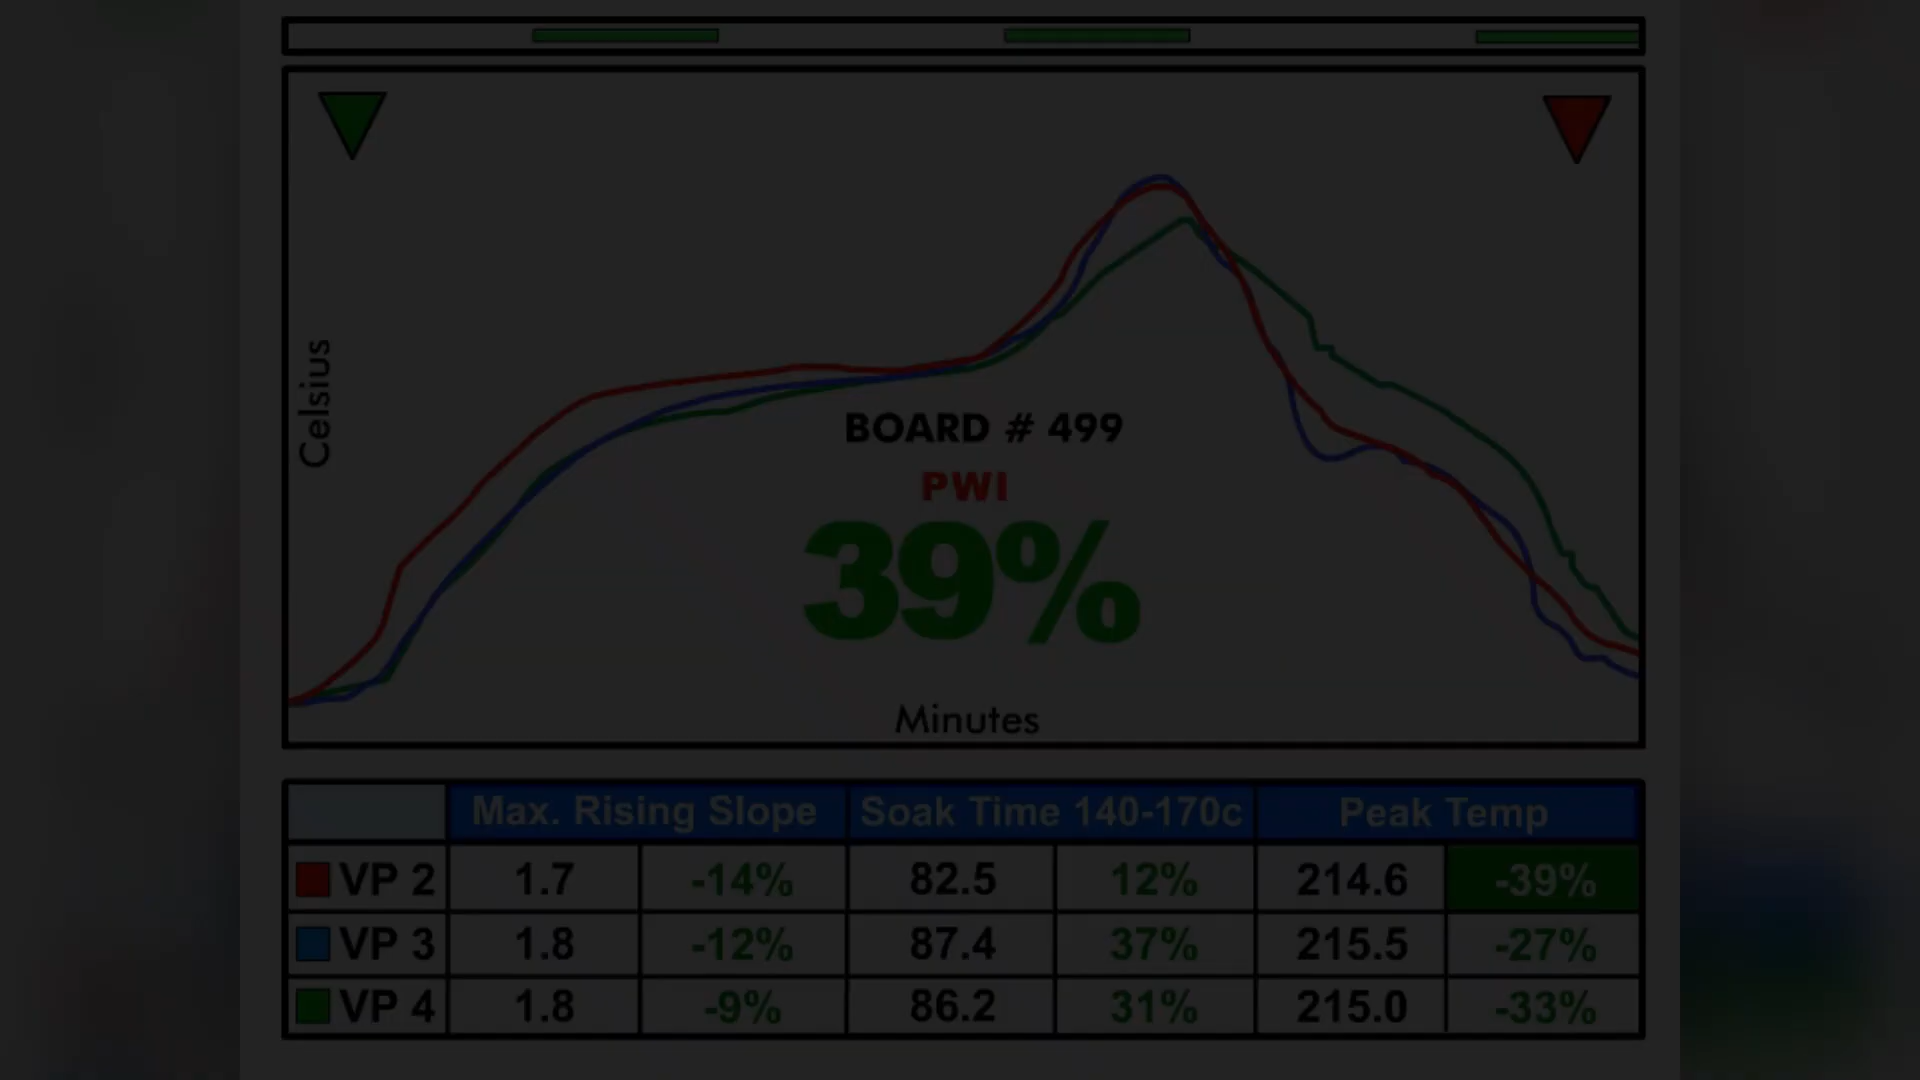 Celsius
BOARD # 499
PWI
39%
Minutes
Max. Rising Slope Soak Time 140-170c Peak Temp
VP 2 1.7 -14% 82.5 12% 214.6 -39%
VP 3 1.8 -12% 87.4 37% 215.5 -27%
VP 4 1.8 -9% 86.2 31% 215.0 -33%